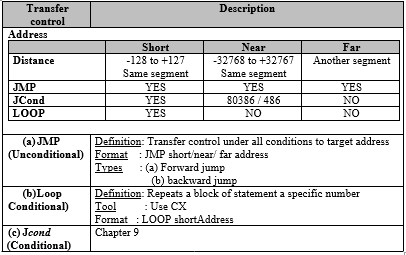 Transfer control Description
Address
Short Near Far
Distance -128 to +127 -32768 to +32767 Another segment
Same segment Same segment
JMP YES YES YES
JCond YES 80386 / 486 NO
LOOP YES NO NO
(a) JMP (Unconditional)
Definition: Transfer control under all conditions to target address
Format : JMP short/near/ far address
Types : (a) Forward jump
(b) backward jump
(b)Loop Conditional)
Definition: Repeats a block of statement a specific number
Tool : Use CX
Format : LOOP shortAddress
(c) Jcond (Conditional)
Chapter 9